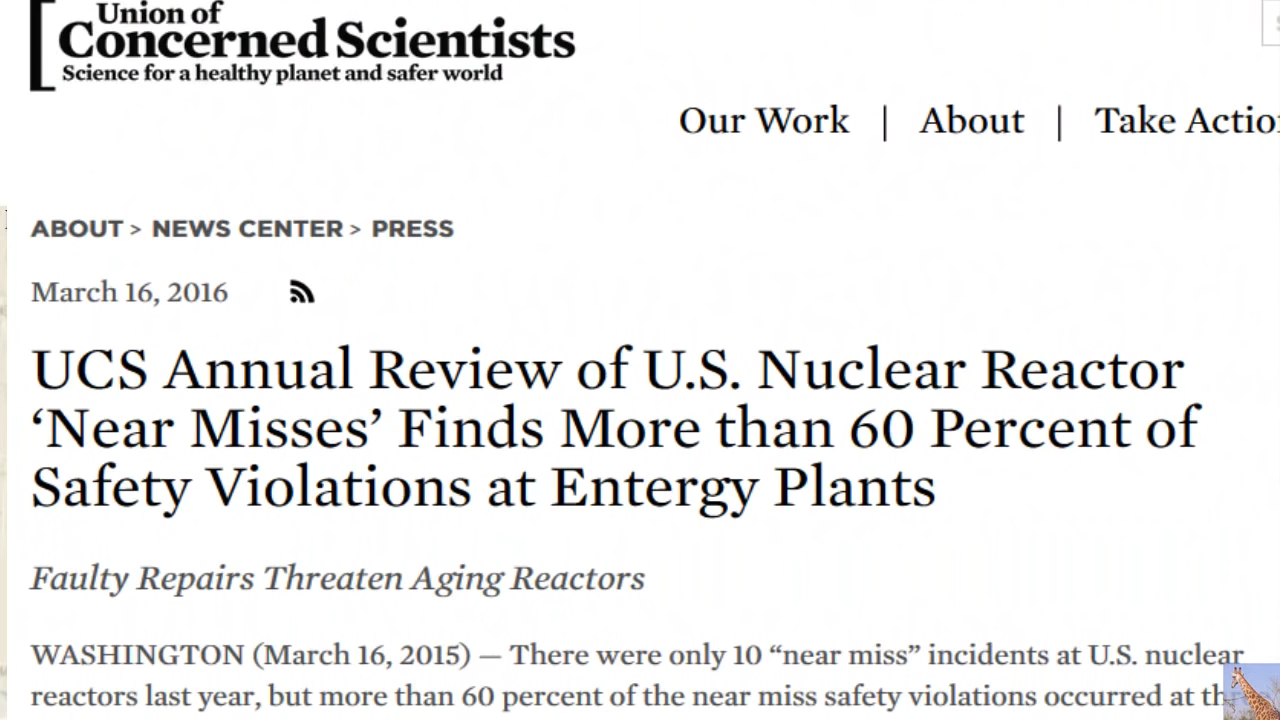 Union of
Concerned Scientists
Science for a healthy planet and safer world
Our Work | About | Take Action
ABOUT > NEWS CENTER > PRESS
March 16, 2016
UCS Annual Review of U.S. Nuclear Reactor
‘Near Misses’ Finds More than 60 Percent of
Safety Violations at Entergy Plants
Faulty Repairs Threaten Aging Reactors
WASHINGTON (March 16, 2015) — There were only 10 “near miss” incidents at U.S. nuclear
reactors last year, but more than 60 percent of the near miss safety violations occurred at